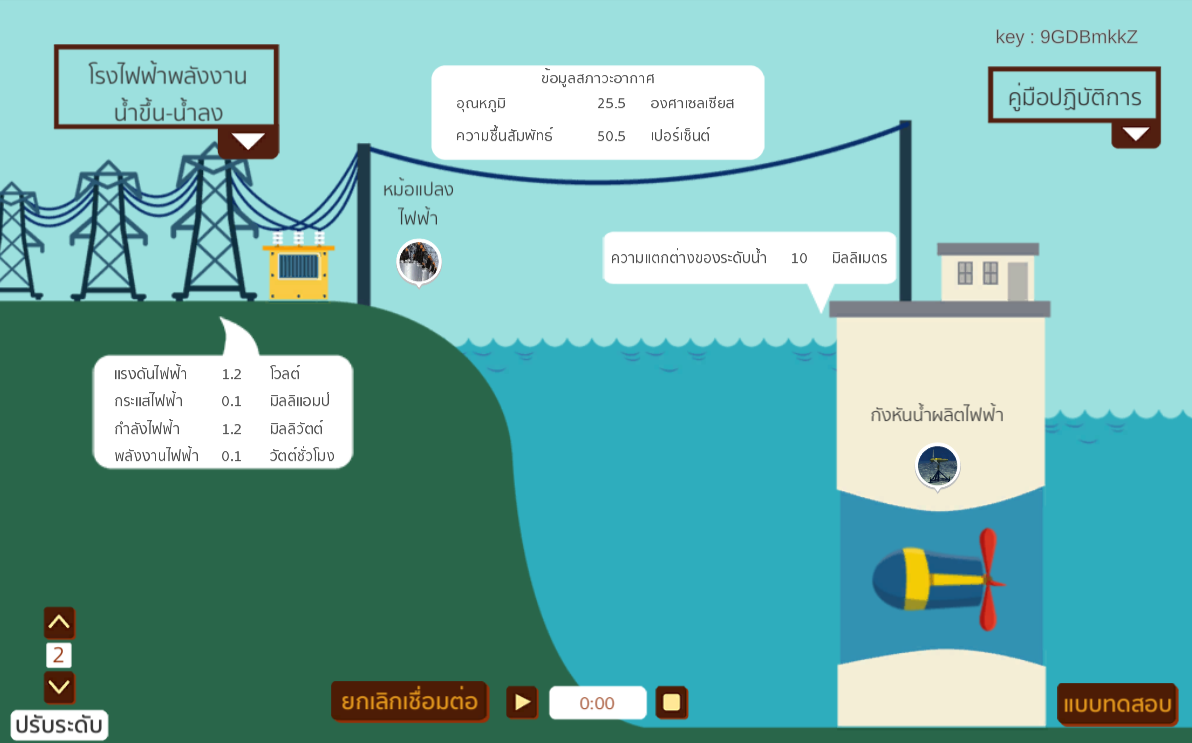 key : 9GDBmkkZ
โรงไฟฟ้าพลังงาน
น้ำขึ้น-น้ำลง
ข้อมูลสภาวะอากาศ
อุณหภูมิ 25.5 องศาเซลเซียส
ความชื้นสัมพัทธ์ 50.5 เปอร์เซ็นต์
คู่มือปฏิบัติการ
หม้อแปลง
ไฟฟ้า
ความแตกต่างของระดับน้ำ 10 มิลลิเมตร
แรงดันไฟฟ้า 1.2 โวลต์
กระแสไฟฟ้า 0.1 มิลลิแอมป์
กำลังไฟฟ้า 1.2 มิลลิวัตต์
พลังงานไฟฟ้า 0.1 วัตต์ชั่วโมง
กังหันน้ำผลิตไฟฟ้า
2
ปรับระดับ
ยกเลิกเชื่อมต่อ
0:00
แบบทดสอบ